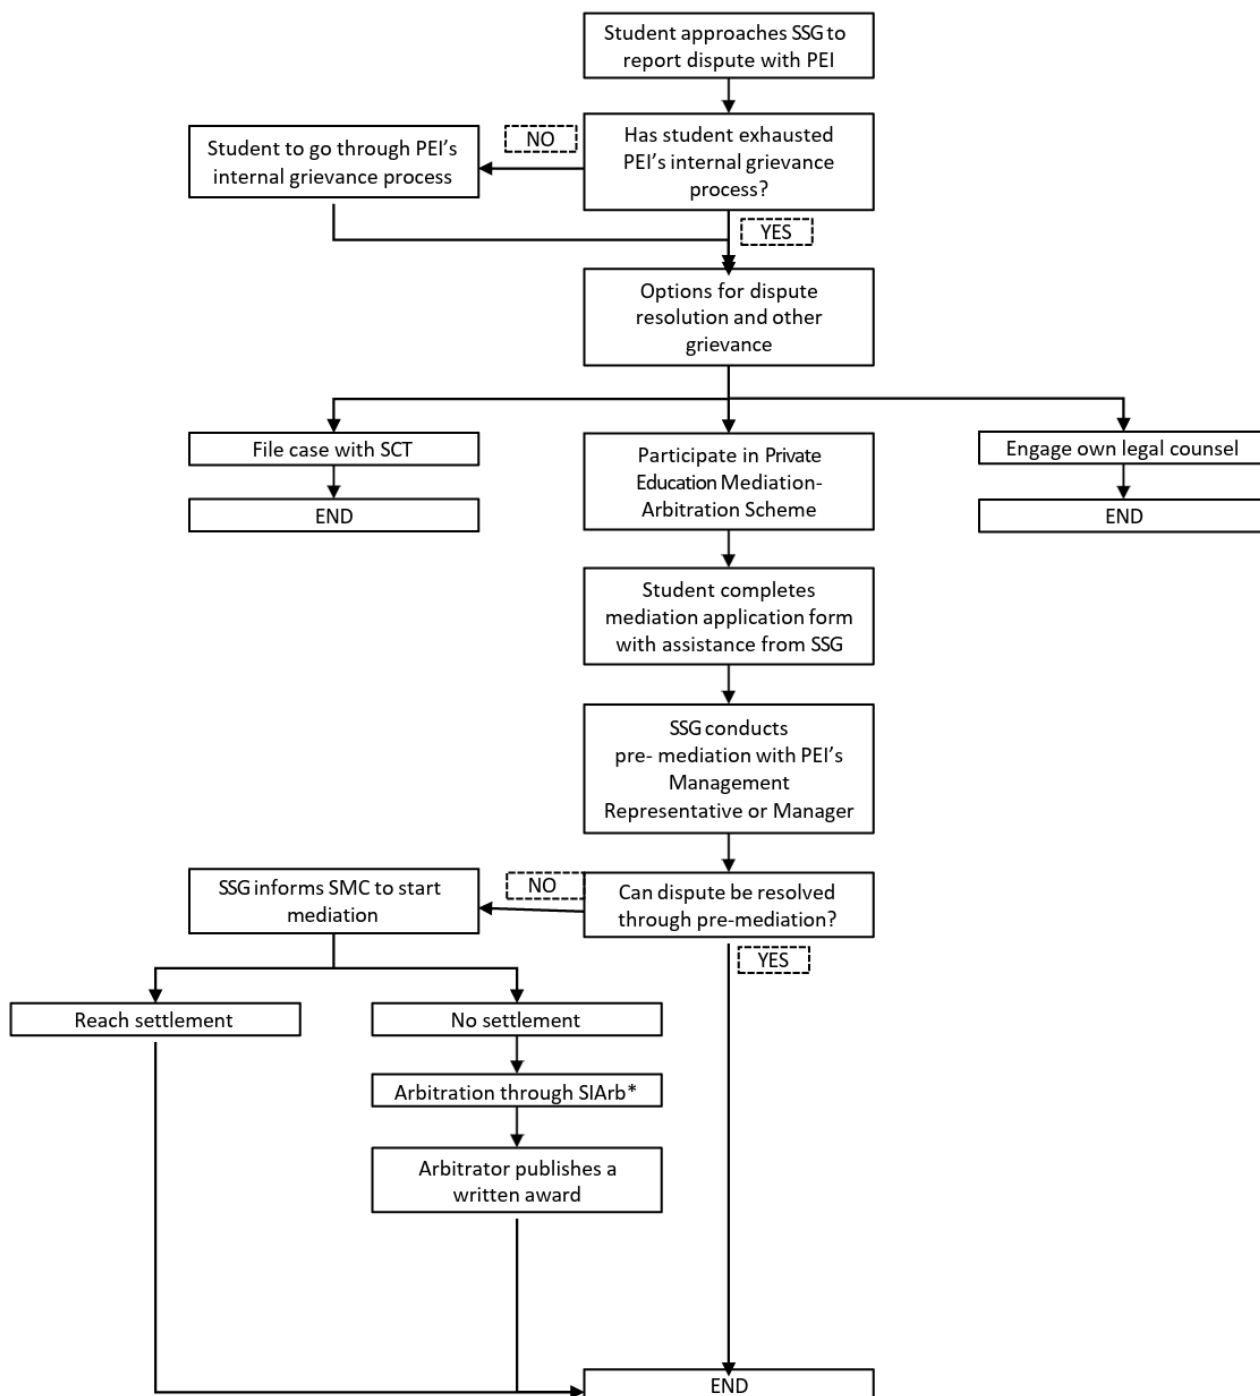 Student approaches SSG to
report dispute with PEI
NO
Student to go through PEI’s
internal grievance process
Has student exhausted
PEI’s internal grievance
process?
YES
Options for dispute
resolution and other
grievance
File case with SCT
END
Participate in Private
Education Mediation-
Arbitration Scheme
Engage own legal counsel
END
Student completes
mediation application form
with assistance from SSG
SSG conducts
pre- mediation with PEI’s
Management
Representative or Manager
SSG informs SMC to start
mediation
NO
Can dispute be resolved
through pre-mediation?
YES
Reach settlement
No settlement
Arbitration through SIArb*
Arbitrator publishes a
written award
END